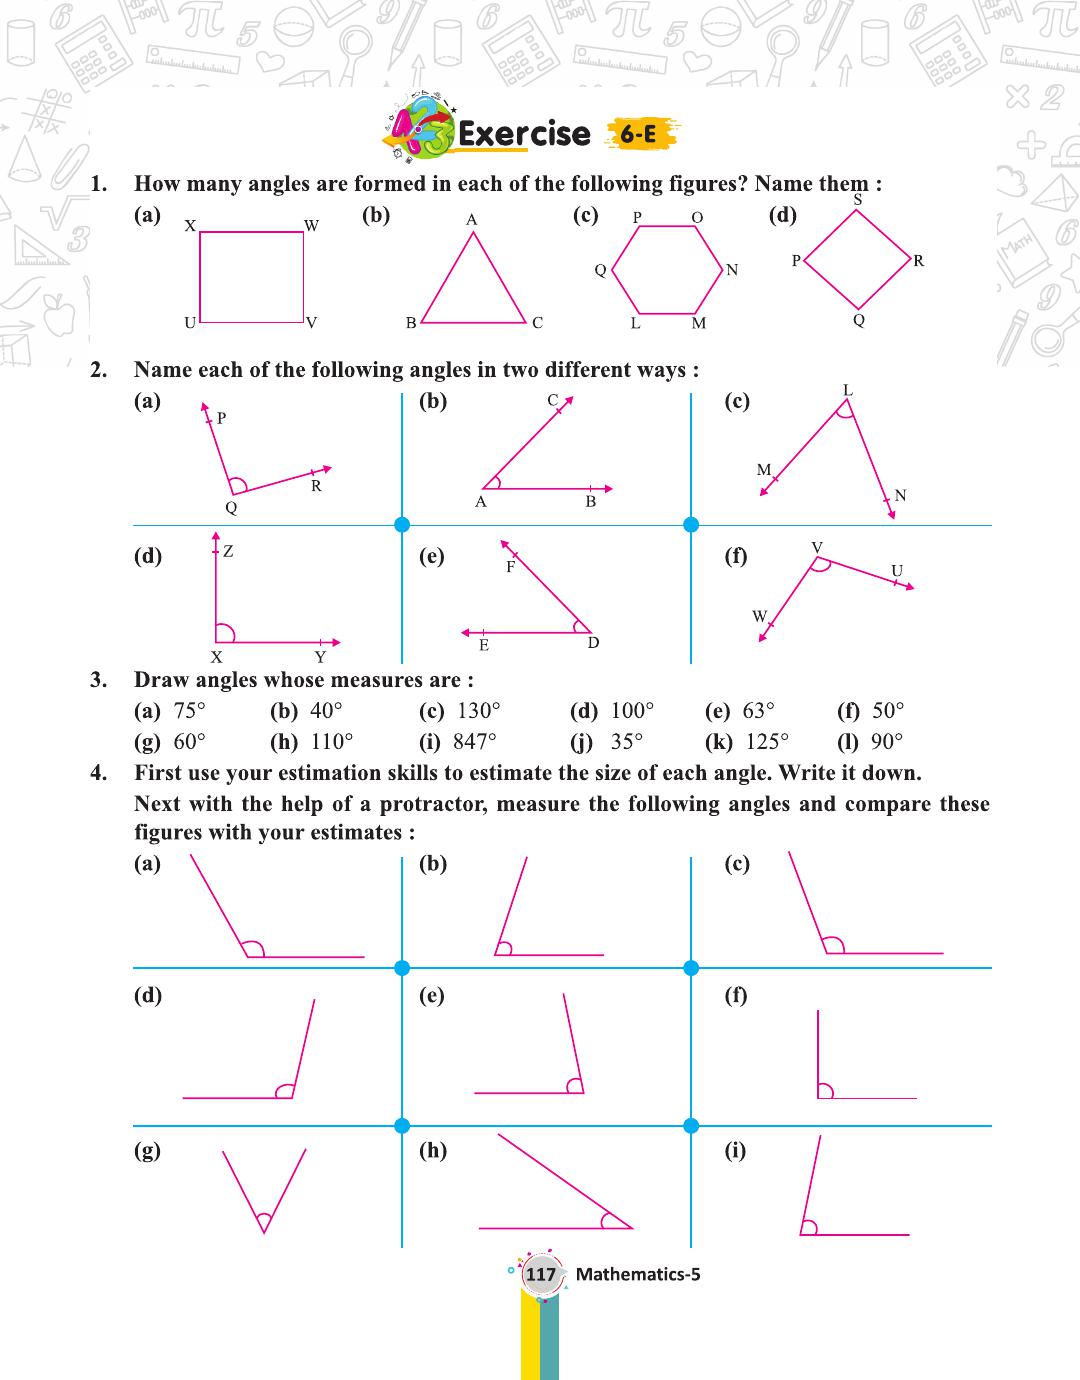 Exercise 6-E
1. How many angles are formed in each of the following figures? Name them :
(a) (b) (c) (d)
X W U V
A B C
P O Q N L M
S P R Q
2. Name each of the following angles in two different ways :
(a) P Q R
(b) C A B
(c) L M N
(d) Z X Y
(e) F E D
(f) V U W
3. Draw angles whose measures are :
(a) 75° (b) 40° (c) 130° (d) 100° (e) 63° (f) 50°
(g) 60° (h) 110° (i) 847° (j) 35° (k) 125° (l) 90°
4. First use your estimation skills to estimate the size of each angle. Write it down.
Next with the help of a protractor, measure the following angles and compare these
figures with your estimates :
(a) (b) (c)
(d) (e) (f)
(g) (h) (i)
117 Mathematics-5